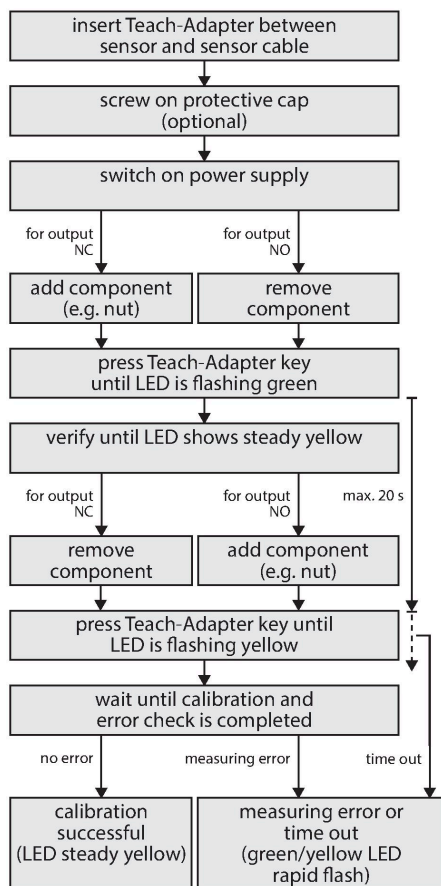 insert Teach-Adapter between
sensor and sensor cable
screw on protective cap
(optional)
switch on power supply
for output
NC
for output
NO
add component
(e.g. nut)
remove
component
press Teach-Adapter key
until LED is flashing green
verify until LED shows steady yellow
for output
NC
for output
NO
max. 20 s
remove
component
add component
(e.g. nut)
press Teach-Adapter key until
LED is flashing yellow
wait until calibration and
error check is completed
no error
measuring error
time out
calibration
successful
(LED steady yellow)
measuring error or
time out
(green/yellow LED
rapid flash)